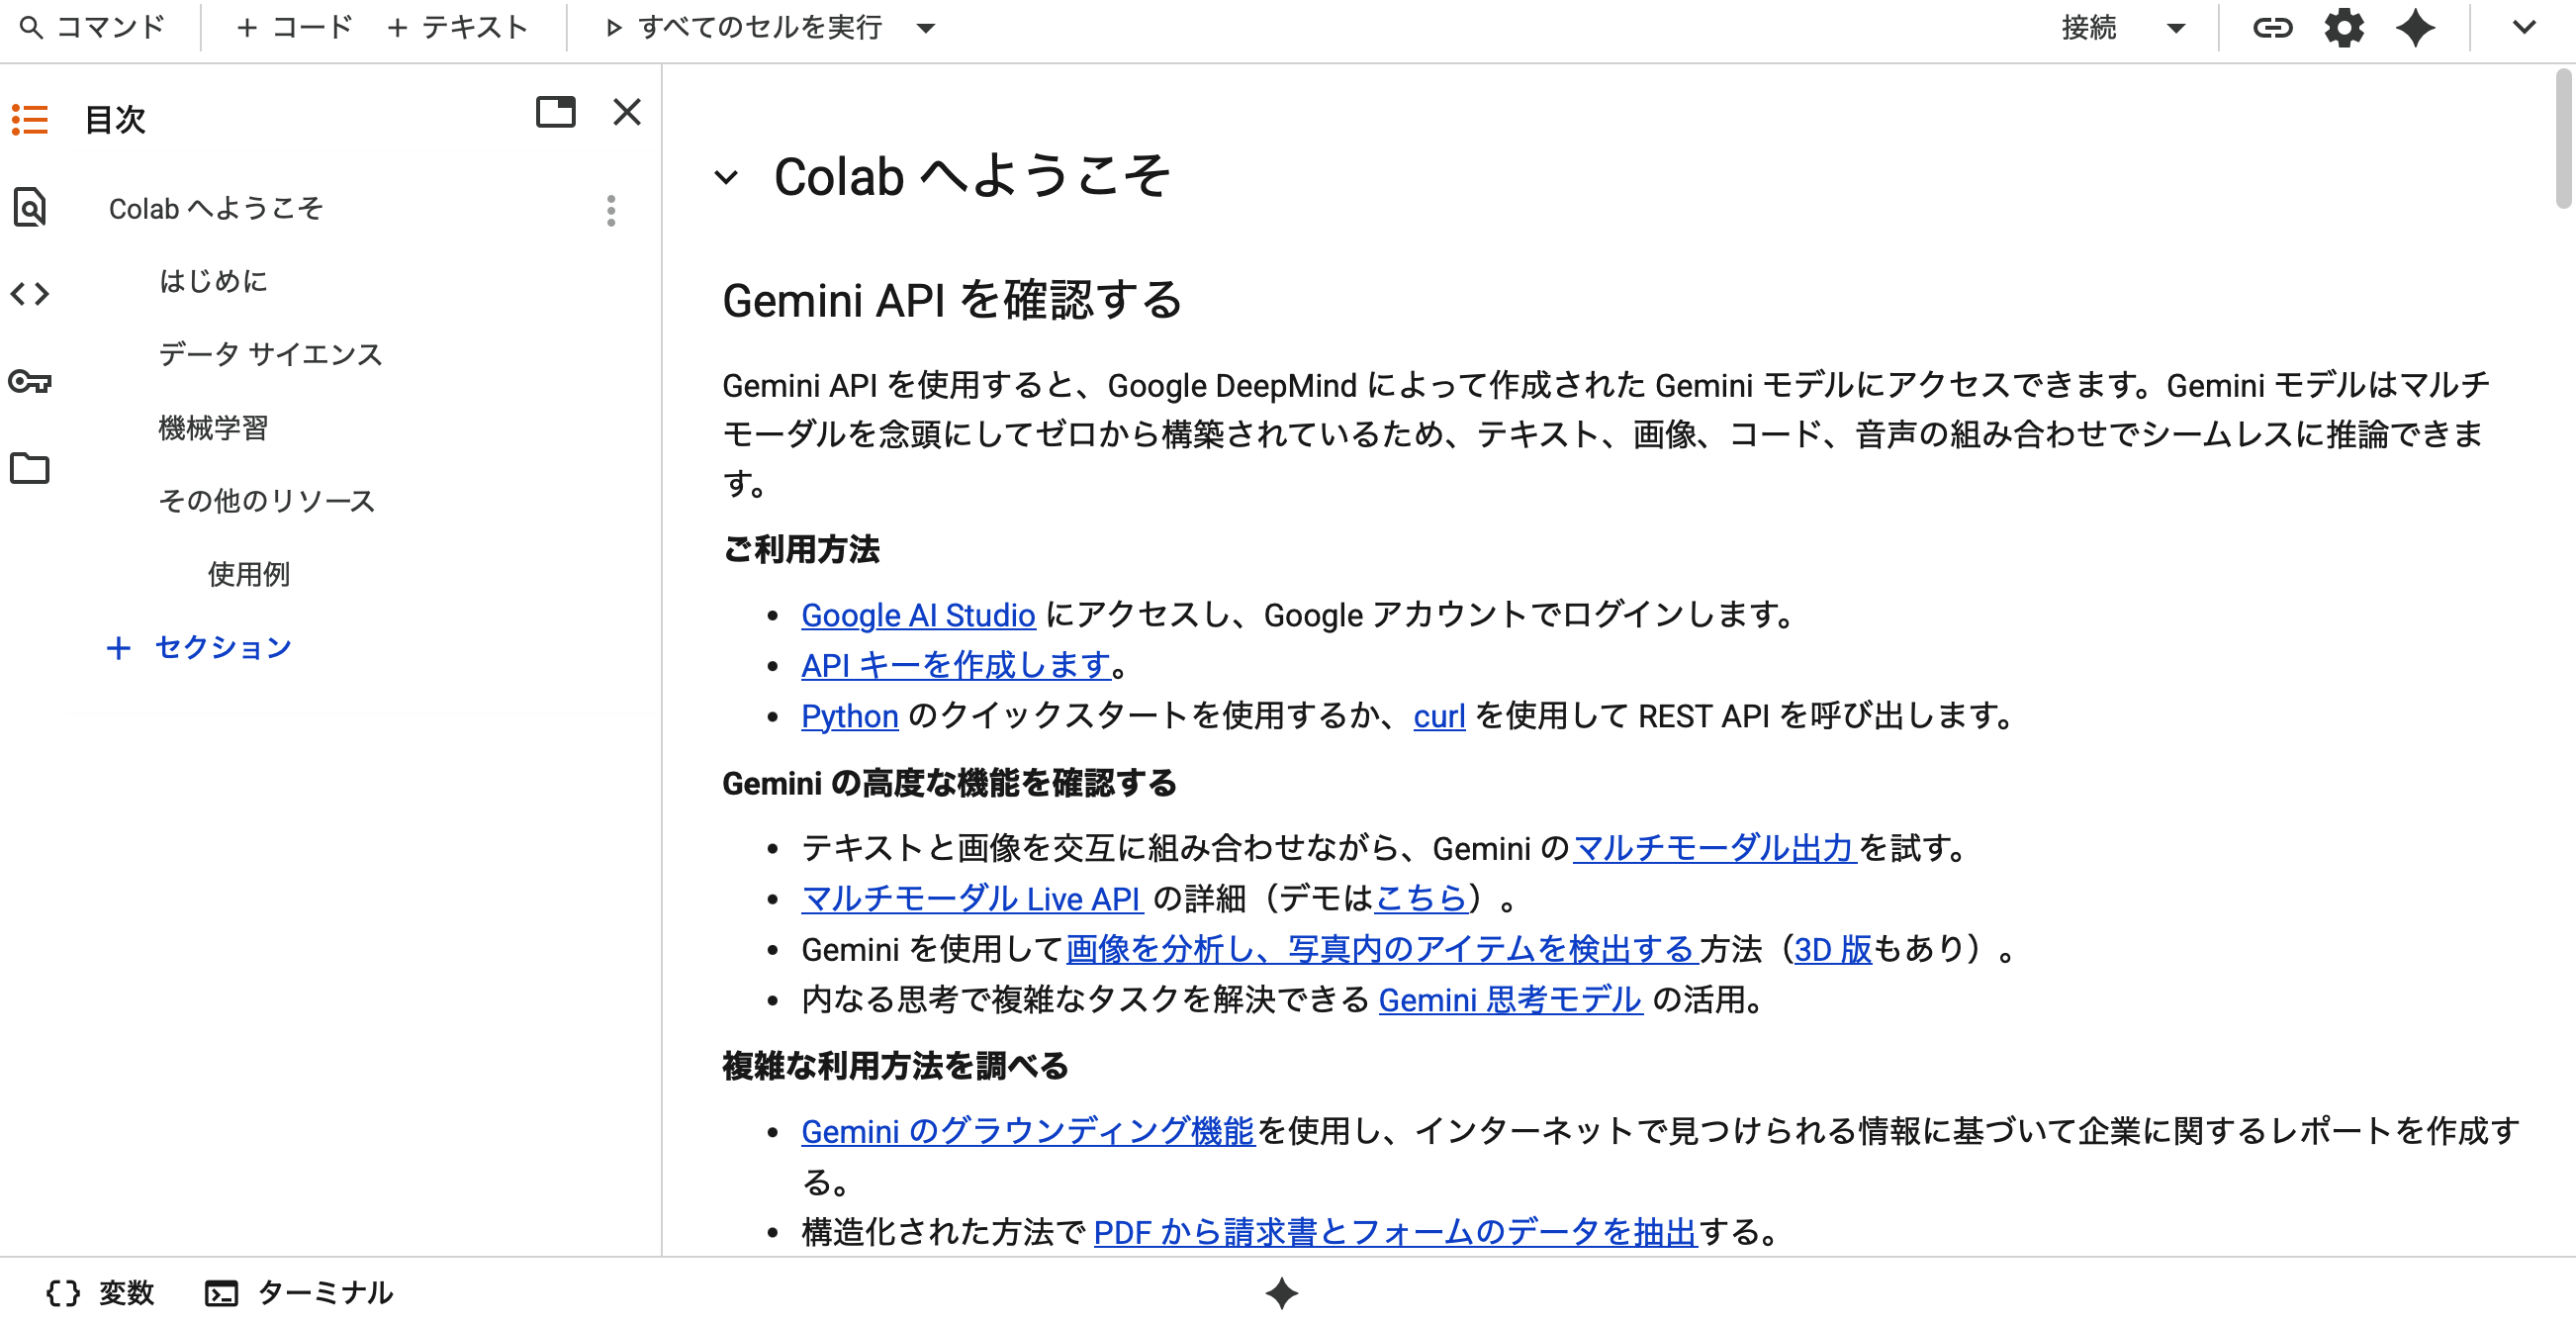 コマンド
+ コード
+ テキスト
すべてのセルを実行
接続
目次
Colab へようこそ
はじめに
データ サイエンス
機械学習
その他のリソース
使用例
+ セクション
Colab へようこそ
Gemini API を確認する
Gemini API を使用すると、Google DeepMind によって作成された Gemini モデルにアクセスできます。Gemini モデルはマルチ
モーダルを念頭にしてゼロから構築されているため、テキスト、画像、コード、音声の組み合わせでシームレスに推論できま
す。
ご利用方法
• Google AI Studio にアクセスし、Google アカウントでログインします。
• API キーを作成します。
• Python のクイックスタートを使用するか、curl を使用して REST API を呼び出します。
Gemini の高度な機能を確認する
• テキストと画像を交互に組み合わせながら、Gemini のマルチモーダル出力を試す。
• マルチモーダル Live API の詳細（デモはこちら）。
• Gemini を使用して画像を分析し、写真内のアイテムを検出する方法（3D 版もあり）。
• 内なる思考で複雑なタスクを解決できる Gemini 思考モデル の活用。
複雑な利用方法を調べる
• Gemini のグラウンディング機能を使用し、インターネットで見つけられる情報に基づいて企業に関するレポートを作成す
る。
• 構造化された方法で PDF から請求書とフォームのデータを抽出する。
変数
ターミナル